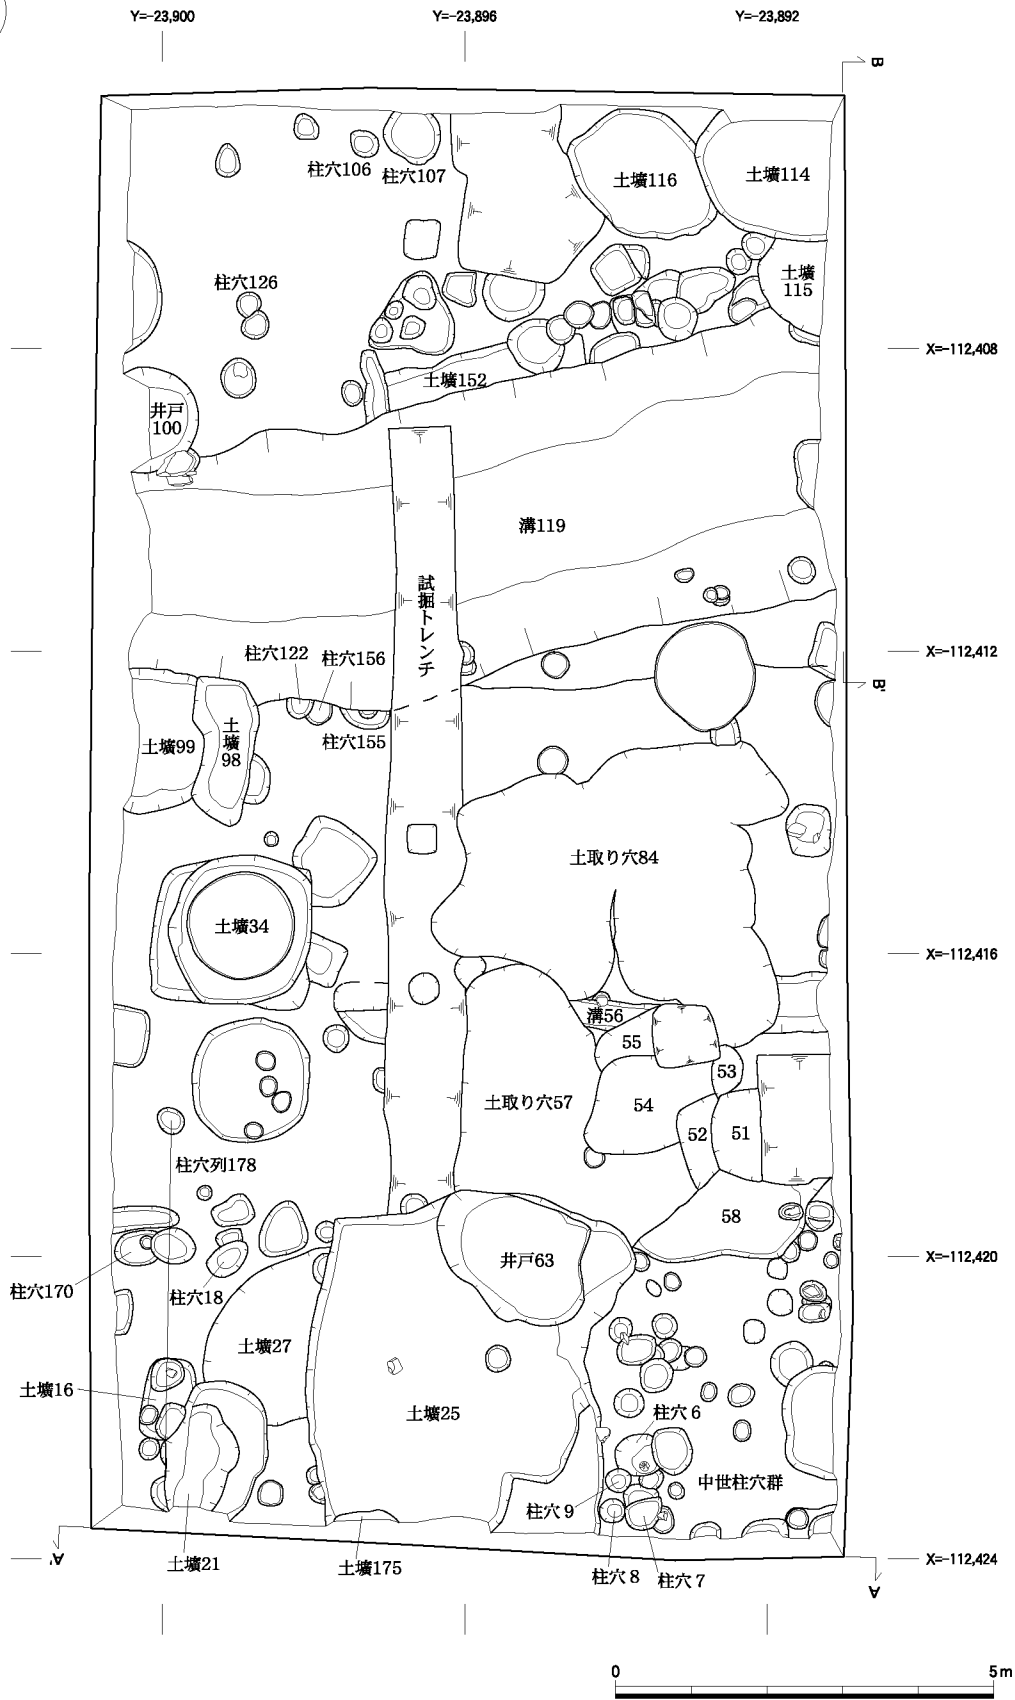 Y=-23,900
Y=-23,896
Y=-23,892
B
柱穴106
柱穴107
土壙116
土壙114
柱穴126
土壙
115
X=-112,408
土壙152
井戸
100
溝119
試掘トレンチ
柱穴122
柱穴156
X=-112,412
B'
土壙99
土壙98
柱穴155
土取り穴84
土壙34
X=-112,416
溝56
55
53
土取り穴57
54
52
51
柱穴列178
58
井戸63
X=-112,420
柱穴170
柱穴18
土壙27
土壙16
土壙25
柱穴6
中世柱穴群
柱穴9
A'
土壙21
土壙175
柱穴8
柱穴7
X=-112,424
A
0
5m